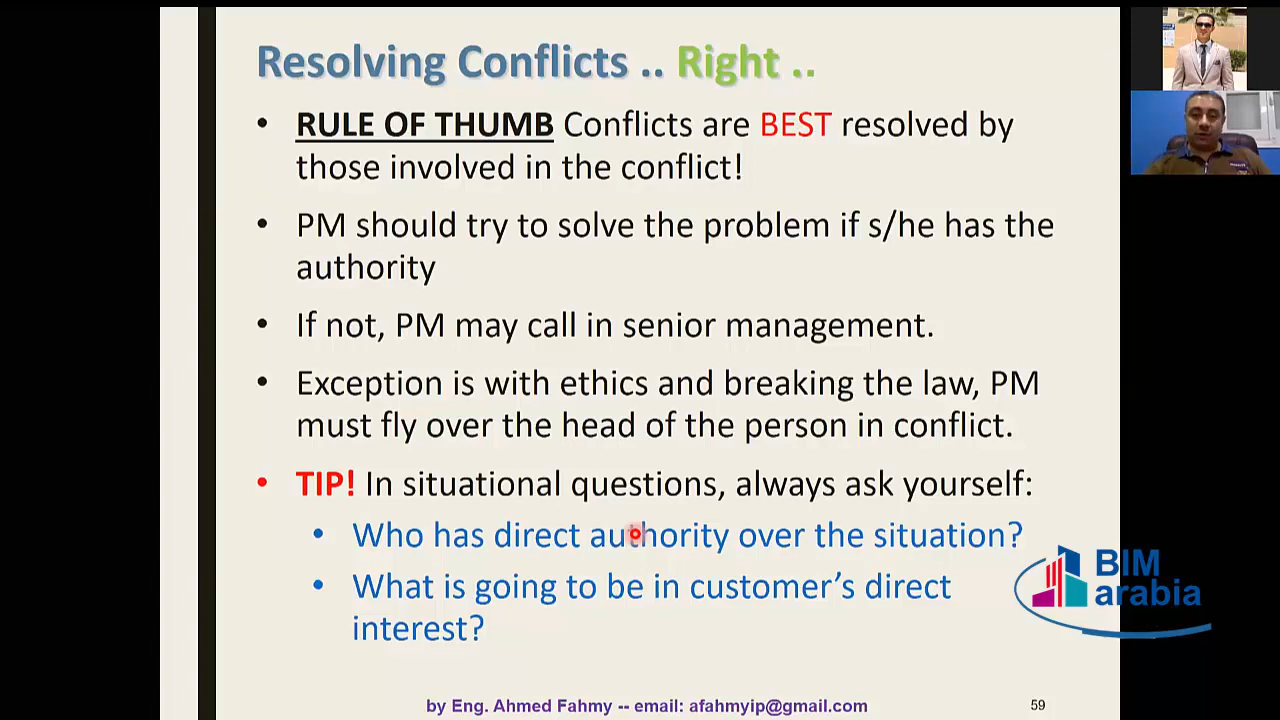 Resolving Conflicts .. Right ..
• RULE OF THUMB Conflicts are BEST resolved by
those involved in the conflict!
• PM should try to solve the problem if s/he has the
authority
• If not, PM may call in senior management.
• Exception is with ethics and breaking the law, PM
must fly over the head of the person in conflict.
• TIP! In situational questions, always ask yourself:
• Who has direct authority over the situation?
• What is going to be in customer’s direct
interest?
BIM
arabia
by Eng. Ahmed Fahmy -- email: afahmyip@gmail.com
59